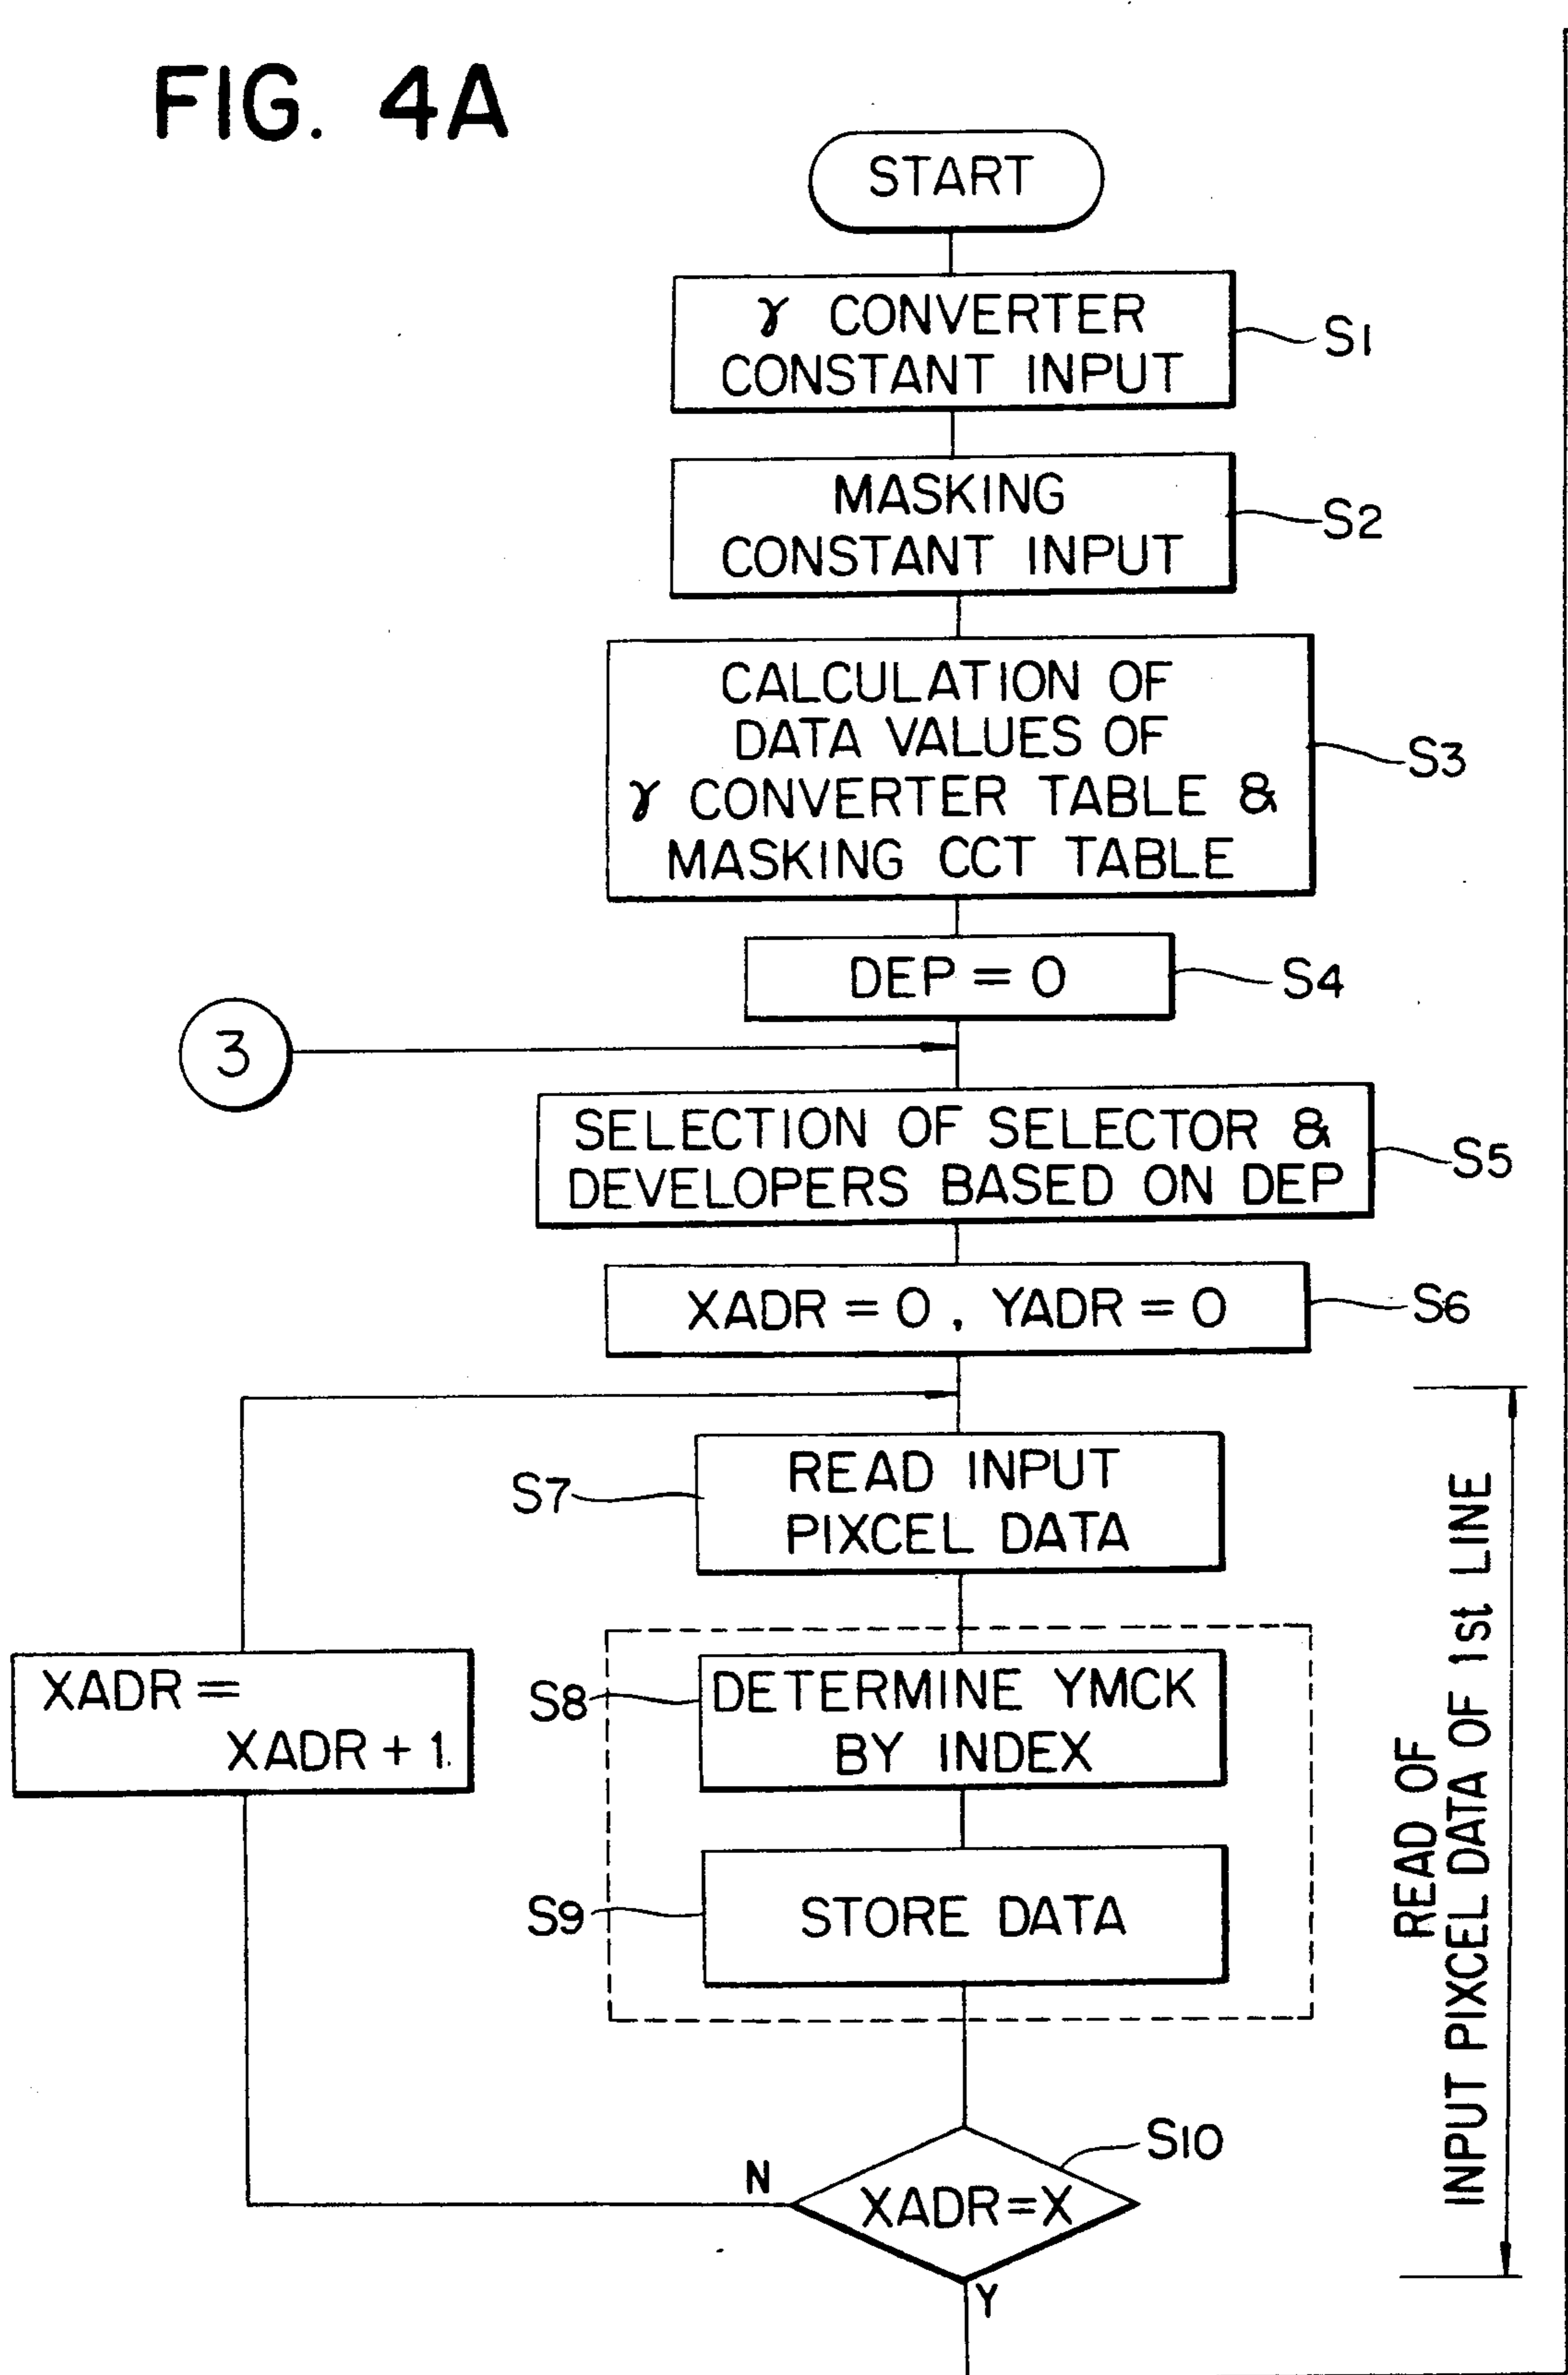 FIG. 4A
START
γ CONVERTER
CONSTANT INPUT
S1
MASKING
CONSTANT INPUT
S2
CALCULATION OF
DATA VALUES OF
γ CONVERTER TABLE &
MASKING CCT TABLE
S3
DEP = 0
S4
3
SELECTION OF SELECTOR &
DEVELOPERS BASED ON DEP
S5
XADR = 0, YADR = 0
S6
READ INPUT
PIXCEL DATA
S7
XADR =
XADR + 1
DETERMINE YMCK
BY INDEX
S8
STORE DATA
S9
READ OF
INPUT PIXCEL DATA OF 1st LINE
XADR=X
S10
N
Y